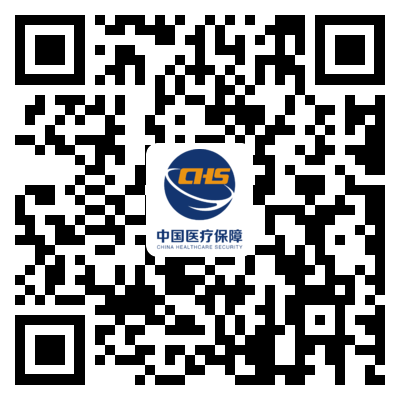 CHS
中国医疗保障
CHINA HEALTHCARE SECURITY